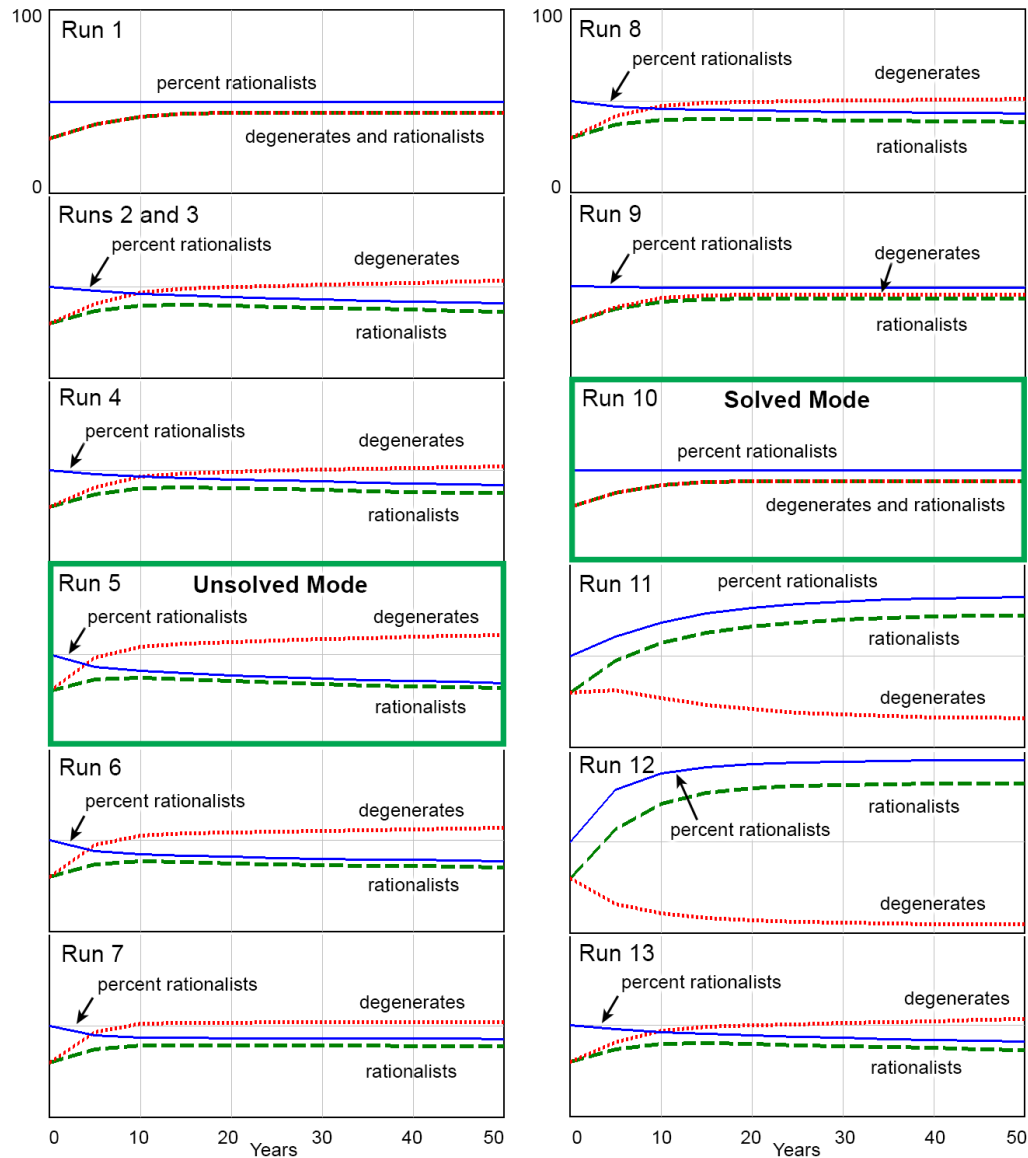 100
Run 1
percent rationalists
degenerates and rationalists
0
Runs 2 and 3
percent rationalists
degenerates
rationalists
Run 4
percent rationalists
degenerates
rationalists
Run 5
Unsolved Mode
percent rationalists
degenerates
rationalists
Run 6
percent rationalists
degenerates
rationalists
Run 7
percent rationalists
degenerates
rationalists
0 10 20 30 40 50
Years
100
Run 8
percent rationalists
degenerates
rationalists
0
Run 9
percent rationalists
degenerates
rationalists
Run 10
Solved Mode
percent rationalists
degenerates and rationalists
Run 11
percent rationalists
rationalists
degenerates
Run 12
rationalists
percent rationalists
degenerates
Run 13
percent rationalists
degenerates
rationalists
0 10 20 30 40 50
Years